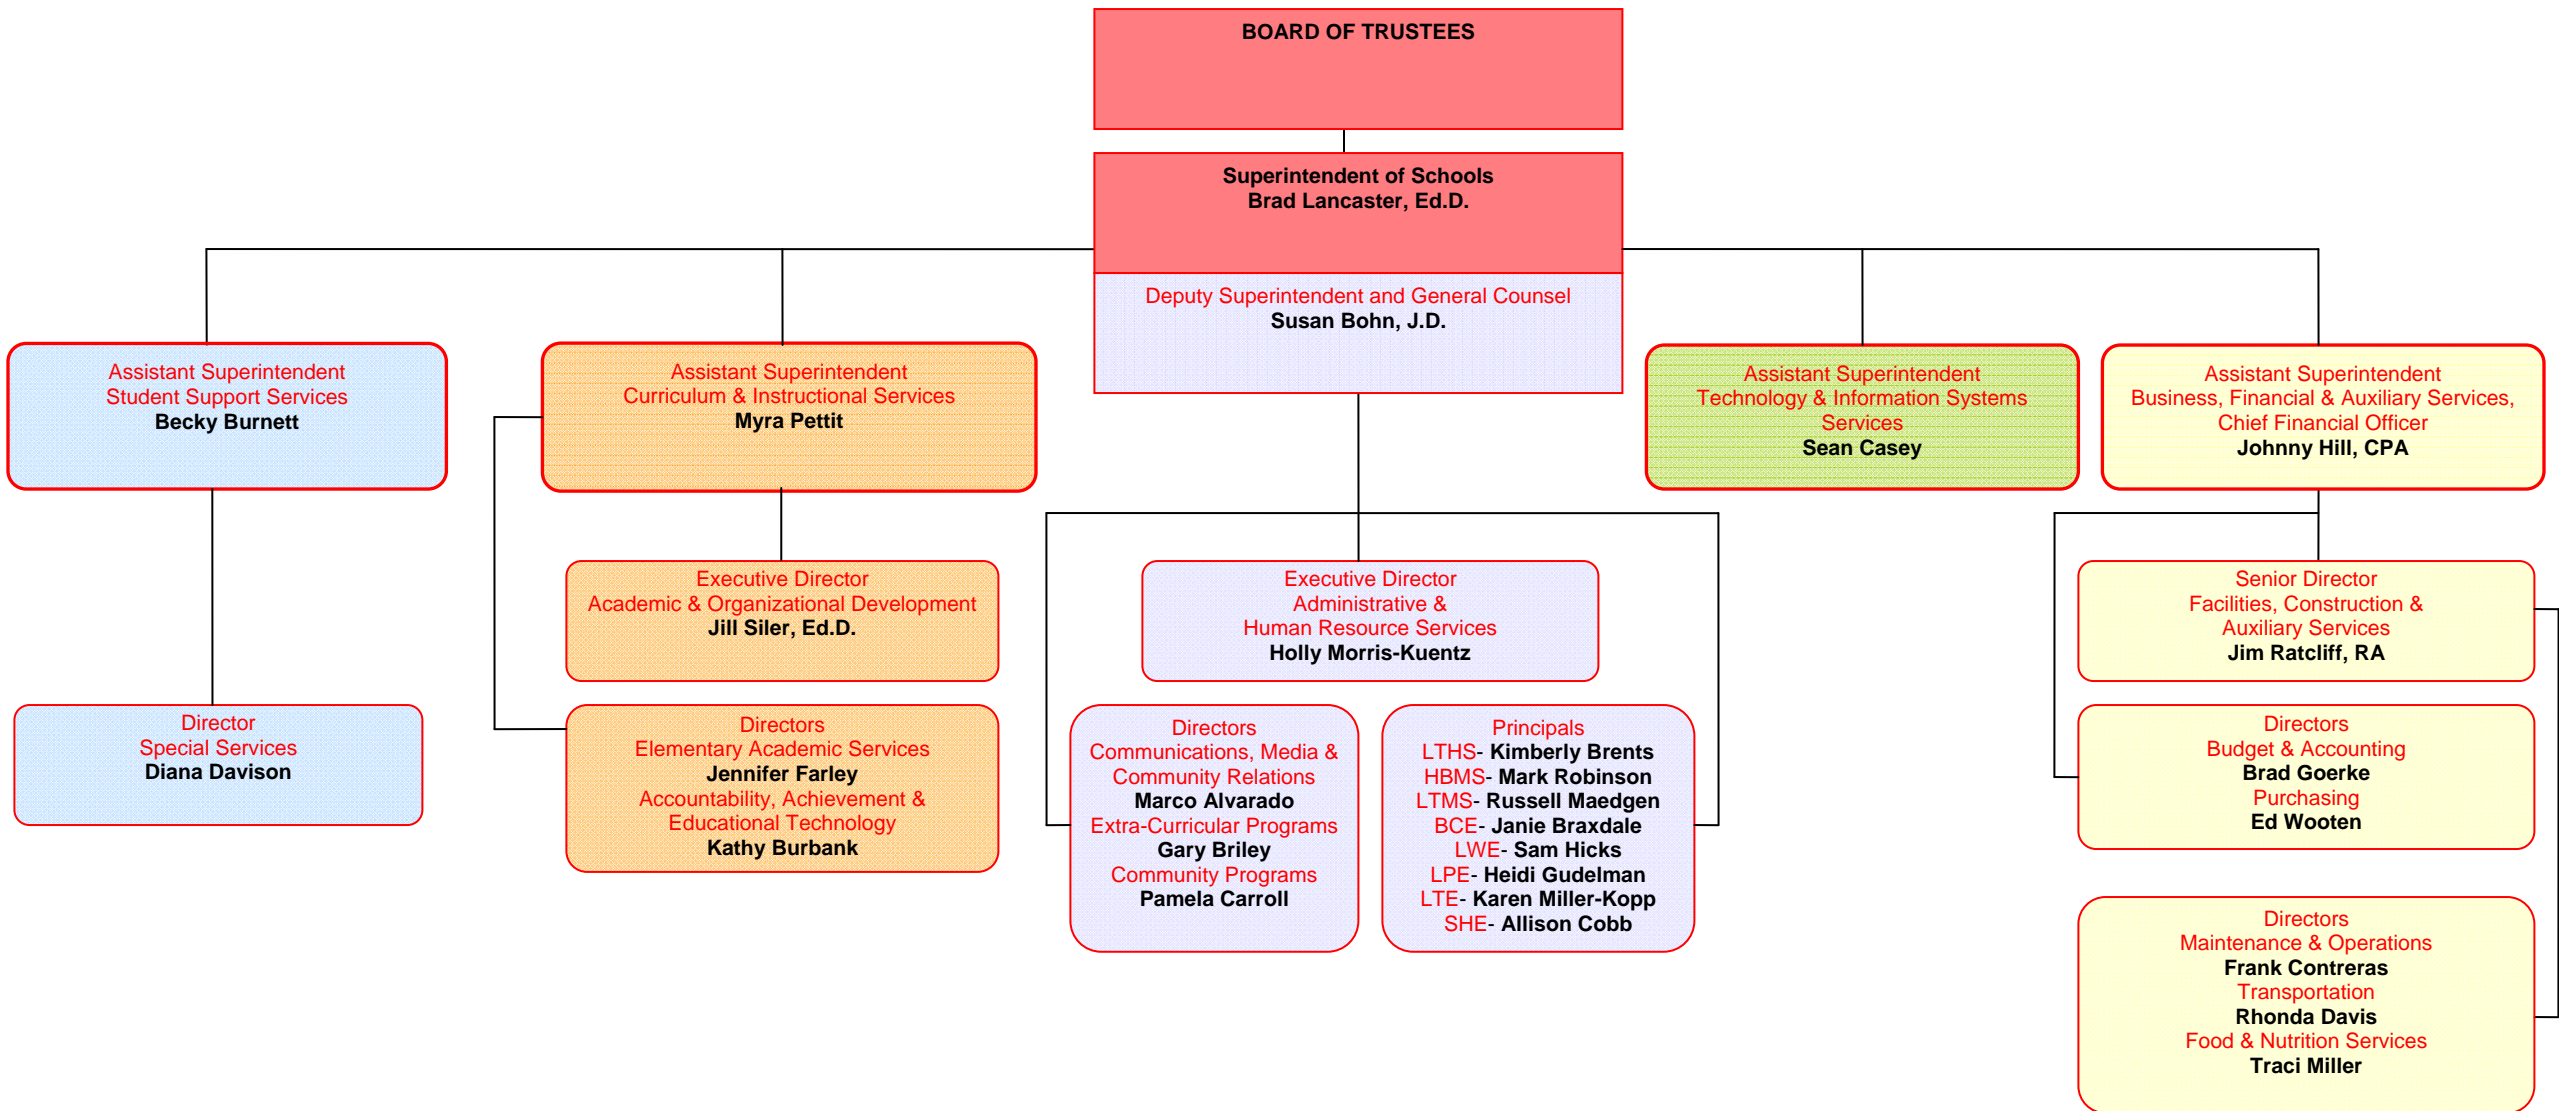 BOARD OF TRUSTEES
Superintendent of Schools
Brad Lancaster, Ed.D.
Deputy Superintendent and General Counsel
Susan Bohn, J.D.
Assistant Superintendent
Student Support Services
Becky Burnett
Assistant Superintendent
Curriculum & Instructional Services
Myra Pettit
Assistant Superintendent
Technology & Information Systems
Services
Sean Casey
Assistant Superintendent
Business, Financial & Auxiliary Services,
Chief Financial Officer
Johnny Hill, CPA
Executive Director
Academic & Organizational Development
Jill Siler, Ed.D.
Executive Director
Administrative &
Human Resource Services
Holly Morris-Kuentz
Senior Director
Facilities, Construction &
Auxiliary Services
Jim Ratcliff, RA
Director
Special Services
Diana Davison
Directors
Elementary Academic Services
Jennifer Farley
Accountability, Achievement &
Educational Technology
Kathy Burbank
Directors
Communications, Media &
Community Relations
Marco Alvarado
Extra-Curricular Programs
Gary Briley
Community Programs
Pamela Carroll
Principals
LTHS- Kimberly Brents
HBMS- Mark Robinson
LTMS- Russell Maedgen
BCE- Janie Braxdale
LWE- Sam Hicks
LPE- Heidi Gudelman
LTE- Karen Miller-Kopp
SHE- Allison Cobb
Directors
Budget & Accounting
Brad Goerke
Purchasing
Ed Wooten
Directors
Maintenance & Operations
Frank Contreras
Transportation
Rhonda Davis
Food & Nutrition Services
Traci Miller